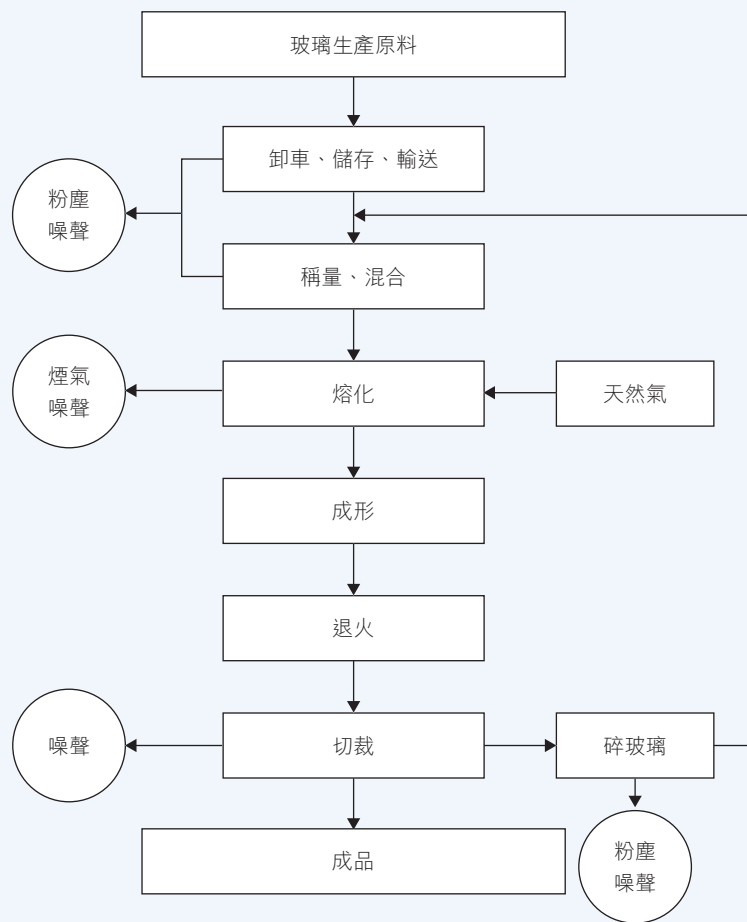 玻璃生產原料
卸車、儲存、輸送
粉塵
噪聲
稱量、混合
煙氣
噪聲
熔化
天然氣
成形
退火
噪聲
切裁
碎玻璃
成品
粉塵
噪聲